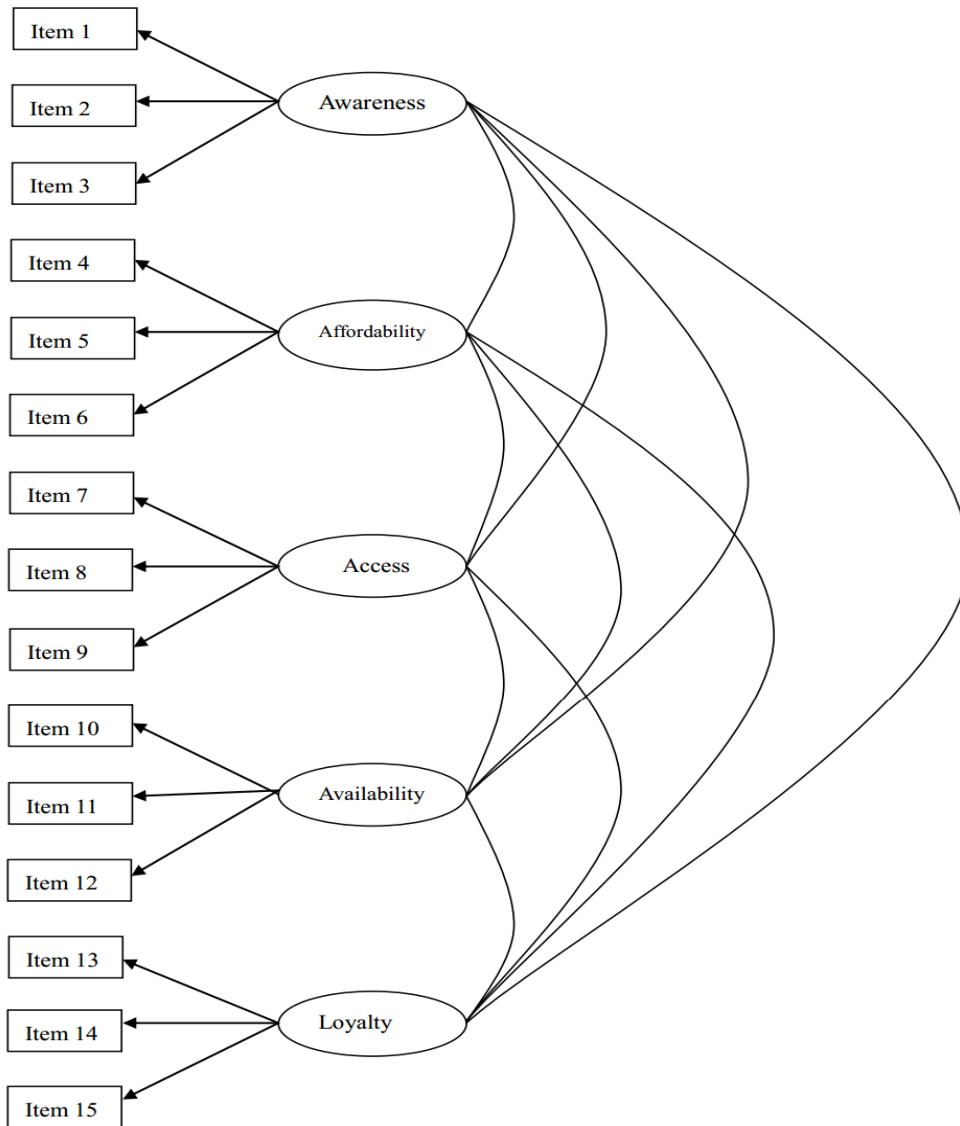 Item 1
Item 2
Awareness
Item 3
Item 4
Item 5
Affordability
Item 6
Item 7
Item 8
Access
Item 9
Item 10
Item 11
Availability
Item 12
Item 13
Item 14
Loyalty
Item 15